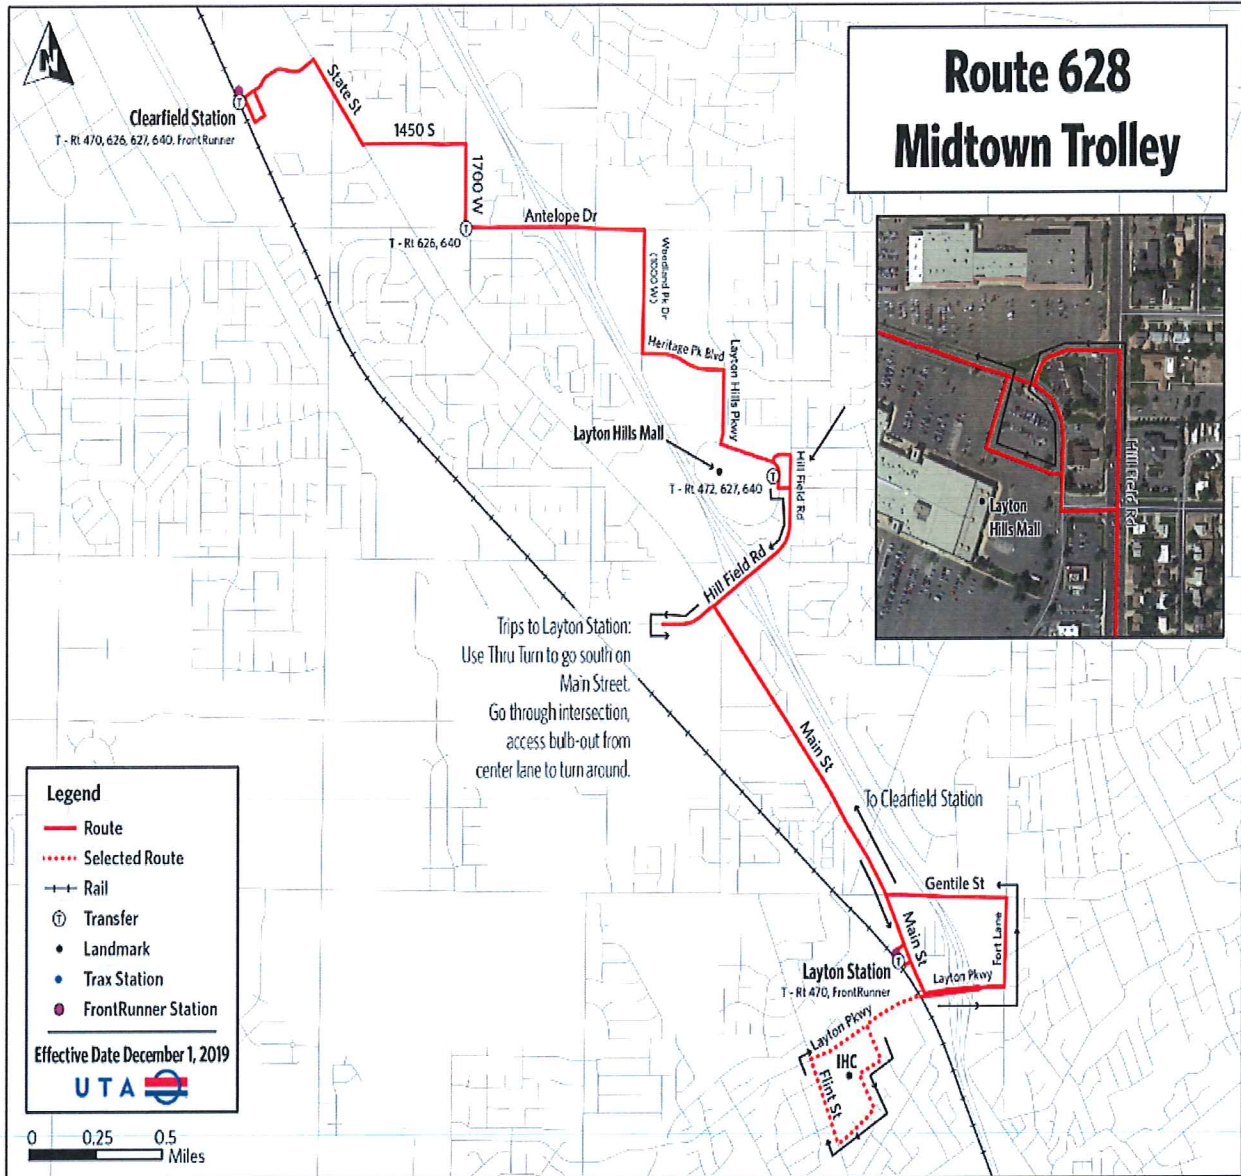 Route 628
Midtown Trolley
N
Clearfield Station
T - Rt 470, 626, 627, 640, FrontRunner
State St
1450 S
1700 W
Antelope Dr
T - Rt 626, 640
Woodland Pk Dr
(1000 W)
Heritage Pk Blvd
Layton Hills Pkwy
Layton Hills Mall
T - Rt 472, 627, 640
Hill Field Rd
Hill Field Rd
Hill Field Rd
Layton
Hills Mall
Trips to Layton Station:
Use Thru Turn to go south on
Main Street.
Go through intersection,
access bulb-out from
center lane to turn around.
Main St
To Clearfield Station
Gentile St
Fort Lane
Main St
Layton Pkwy
Layton Station
T - Rt 470, FrontRunner
Layton Pkwy
IHC
Flint St
Legend
Route
Selected Route
Rail
T Transfer
Landmark
Trax Station
FrontRunner Station
Effective Date December 1, 2019
UTA
0 0.25 0.5
Miles